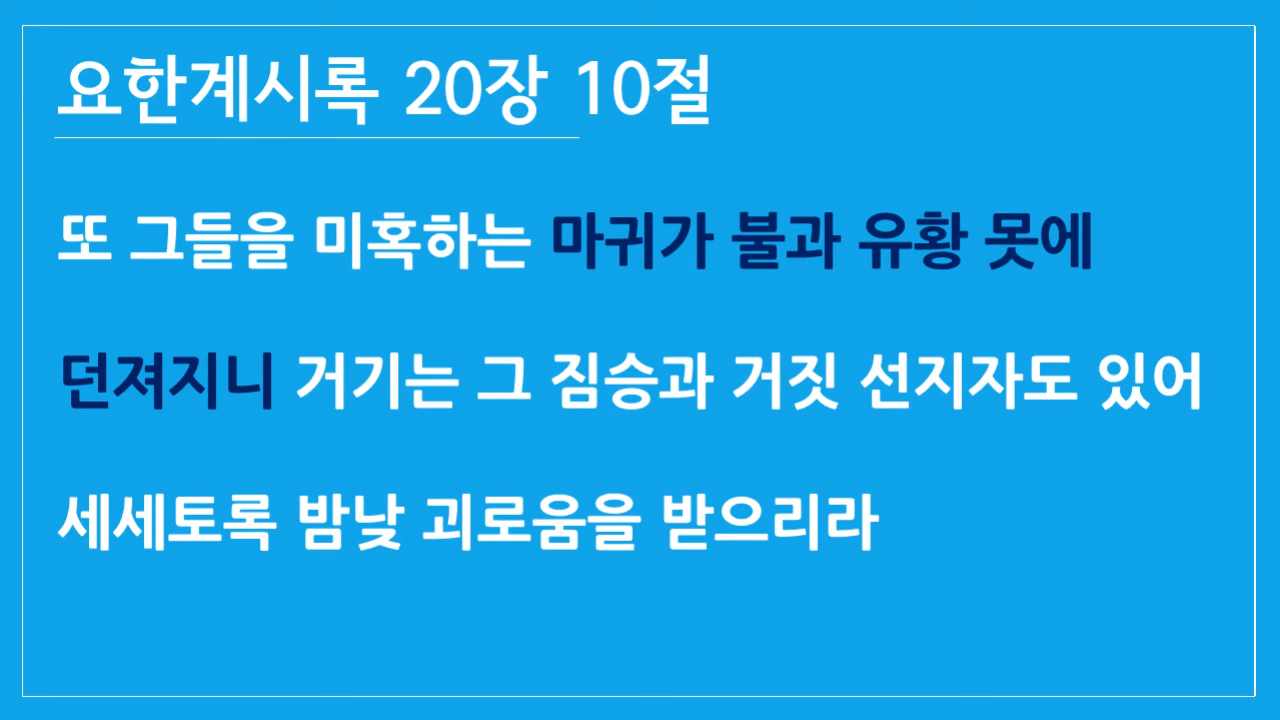 요한계시록 20장 10절
또 그들을 미혹하는 마귀가 불과 유황 못에
던져지니 거기는 그 짐승과 거짓 선지자도 있어
세세토록 밤낮 괴로움을 받으리라